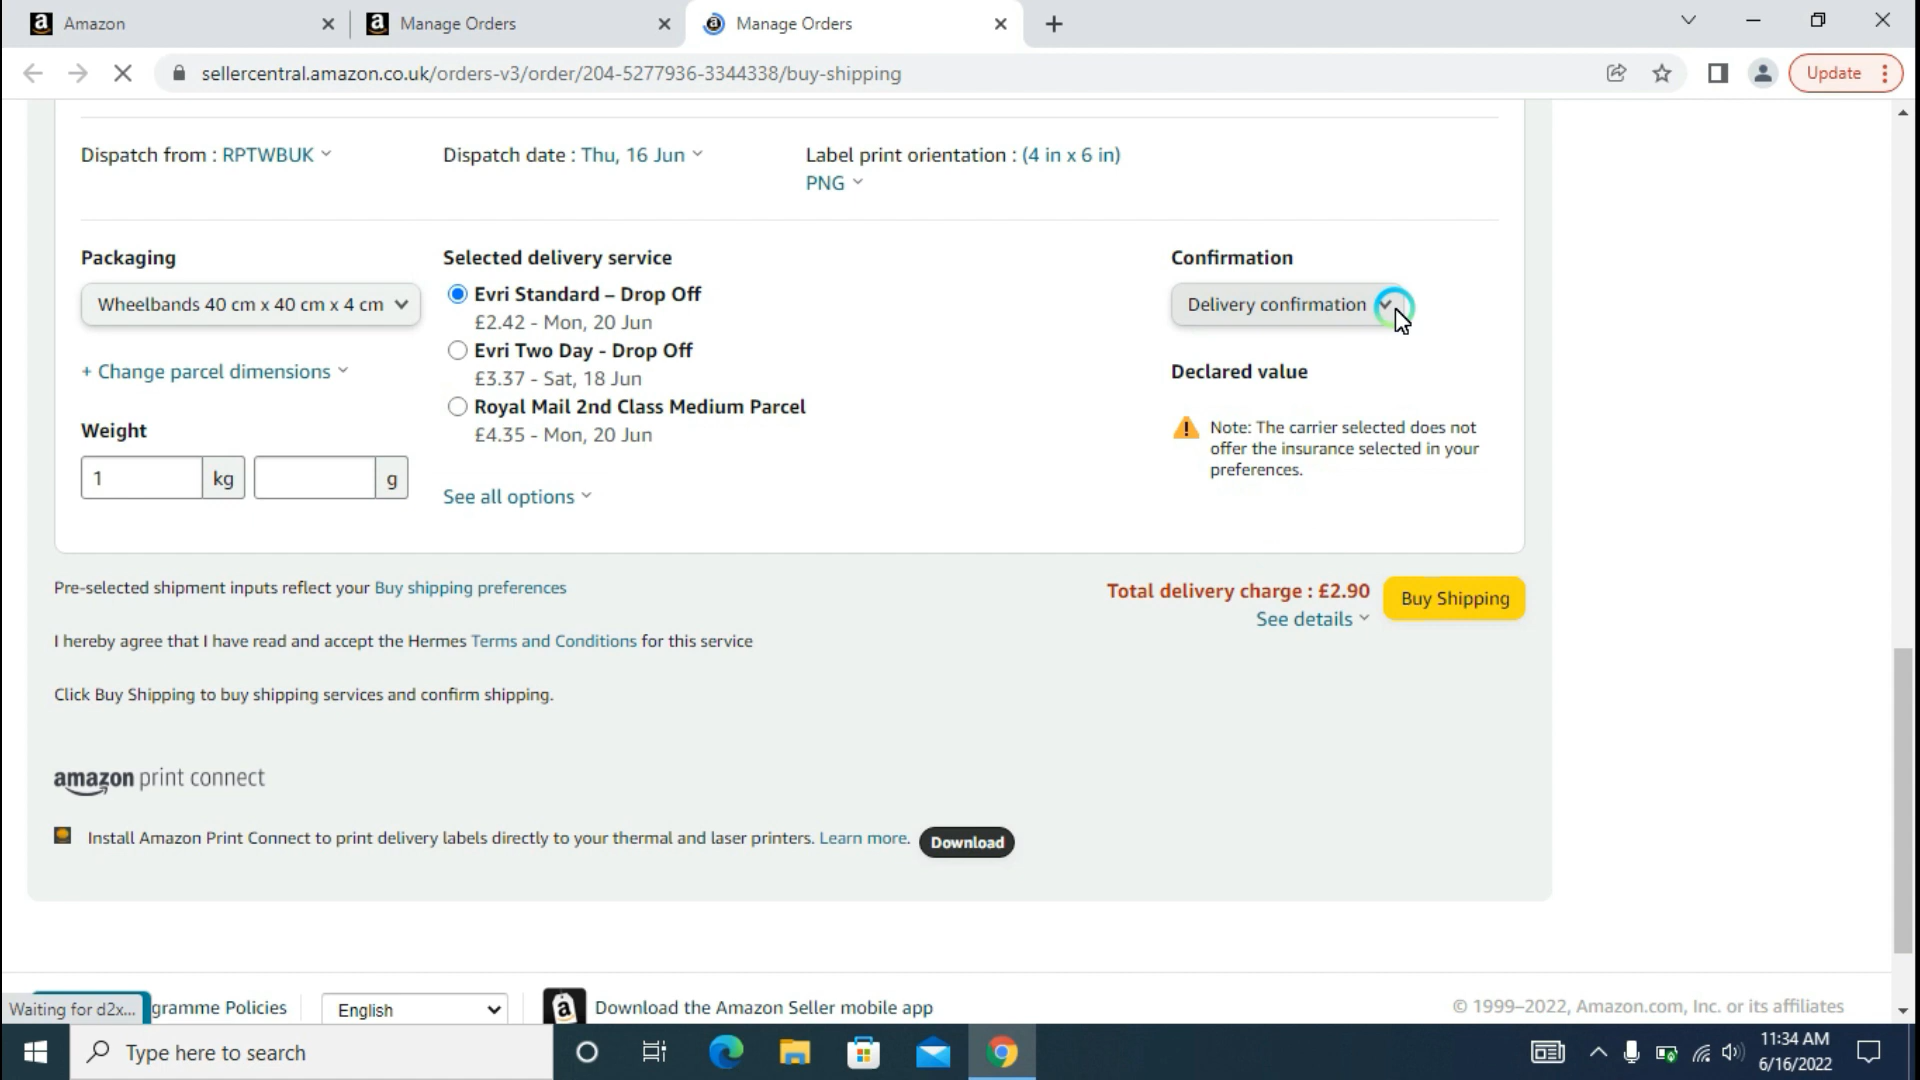 Amazon
Manage Orders
Manage Orders
sellercentral.amazon.co.uk/orders-v3/order/204-5277936-3344338/buy-shipping
Update
Dispatch from : RPTWBUK
Dispatch date : Thu, 16 Jun
Label print orientation : (4 in x 6 in)
PNG
Packaging
Wheelbands 40 cm x 40 cm x 4 cm
+ Change parcel dimensions
Weight
1 kg g
Selected delivery service
Evri Standard – Drop Off
£2.42 - Mon, 20 Jun
Evri Two Day - Drop Off
£3.37 - Sat, 18 Jun
Royal Mail 2nd Class Medium Parcel
£4.35 - Mon, 20 Jun
See all options
Confirmation
Delivery confirmation
Declared value
Note: The carrier selected does not
offer the insurance selected in your
preferences.
Pre-selected shipment inputs reflect your Buy shipping preferences
Total delivery charge : £2.90
See details
Buy Shipping
I hereby agree that I have read and accept the Hermes Terms and Conditions for this service
Click Buy Shipping to buy shipping services and confirm shipping.
amazon print connect
Install Amazon Print Connect to print delivery labels directly to your thermal and laser printers. Learn more.
Download
Waiting for d2x...
gramme Policies
English
Download the Amazon Seller mobile app
© 1999–2022, Amazon.com, Inc. or its affiliates
Type here to search
11:34 AM
6/16/2022